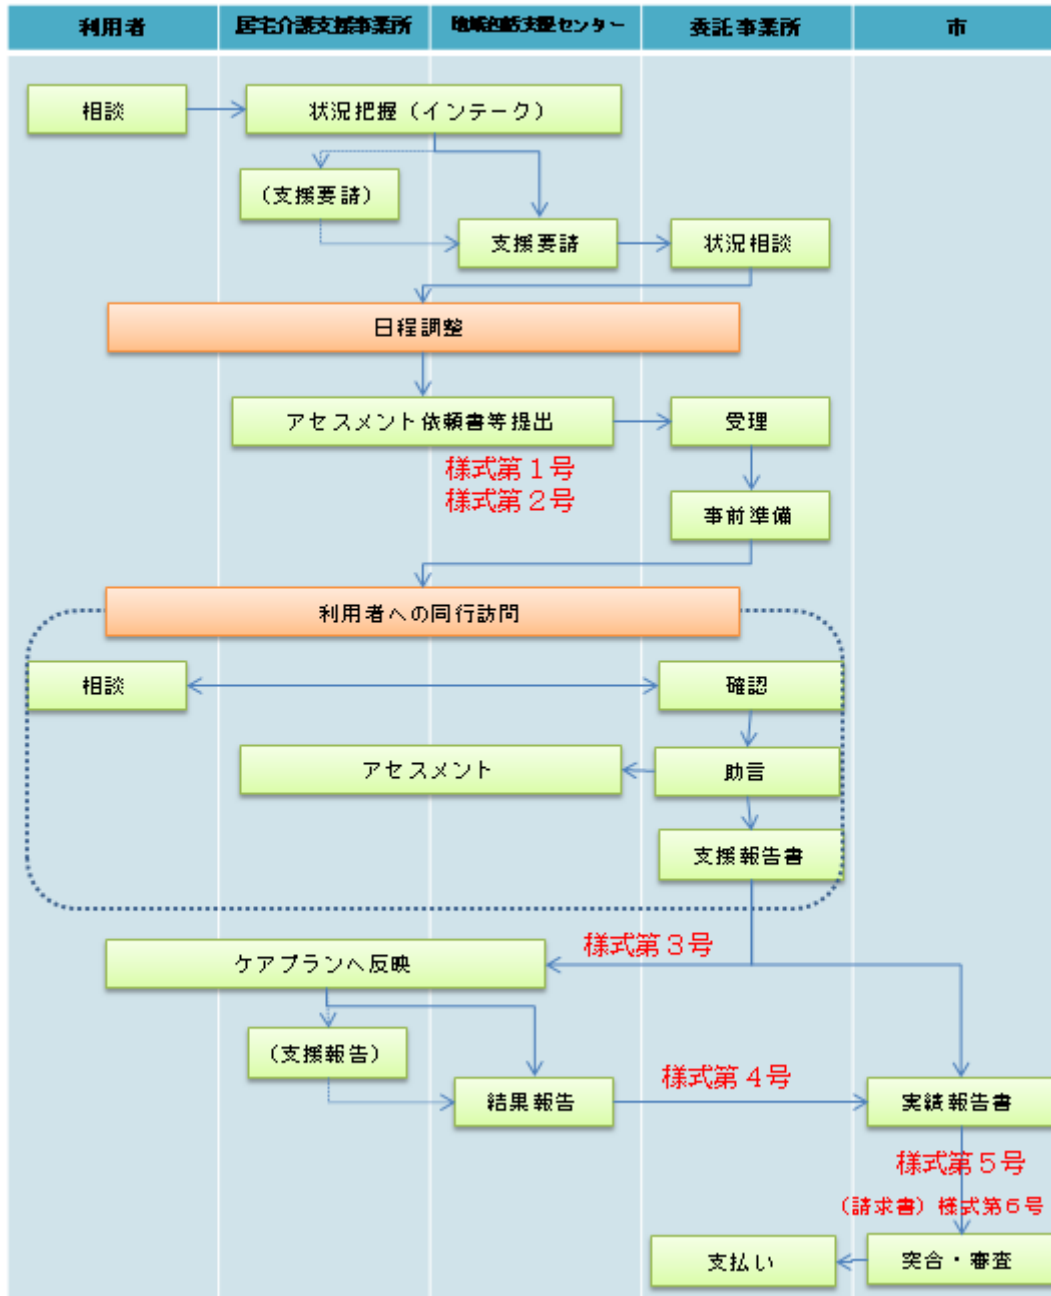 利用者
居宅介護支援事業所
地域包括支援センター
委託事業所
市
相談
状況把握（インテーク）
（支援要請）
支援要請
状況相談
日程調整
アセスメント依頼書等提出
受理
様式第１号
様式第２号
事前準備
利用者への同行訪問
相談
確認
アセスメント
助言
支援報告書
様式第３号
ケアプランへ反映
（支援報告）
様式第４号
結果報告
実績報告書
様式第５号
（請求書）様式第６号
支払い
突合・審査